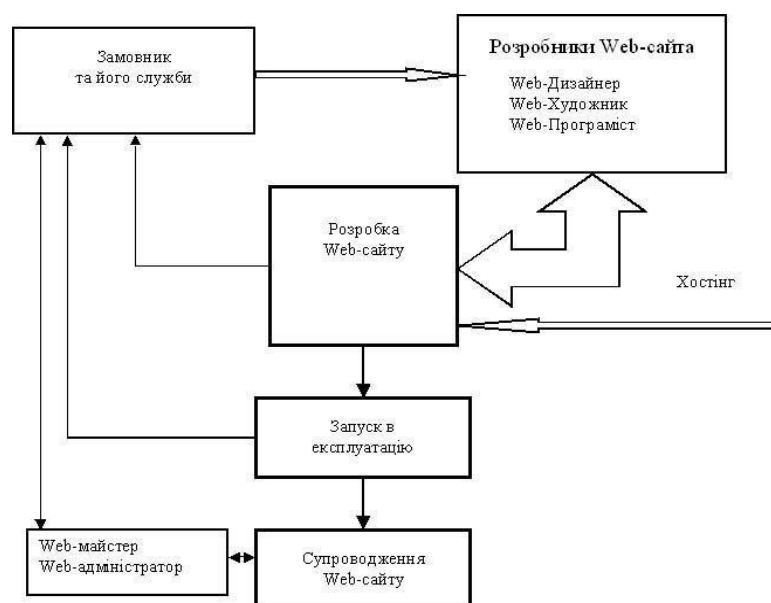 Замовник
та його служби
Розробники Web-сайта
Web-Дизайнер
Web-Художник
Web-Програміст
Розробка
Web-сайту
Хостінг
Запуск в
експлуатацію
Web-майстер
Web-адміністратор
Супроводження
Web-сайту